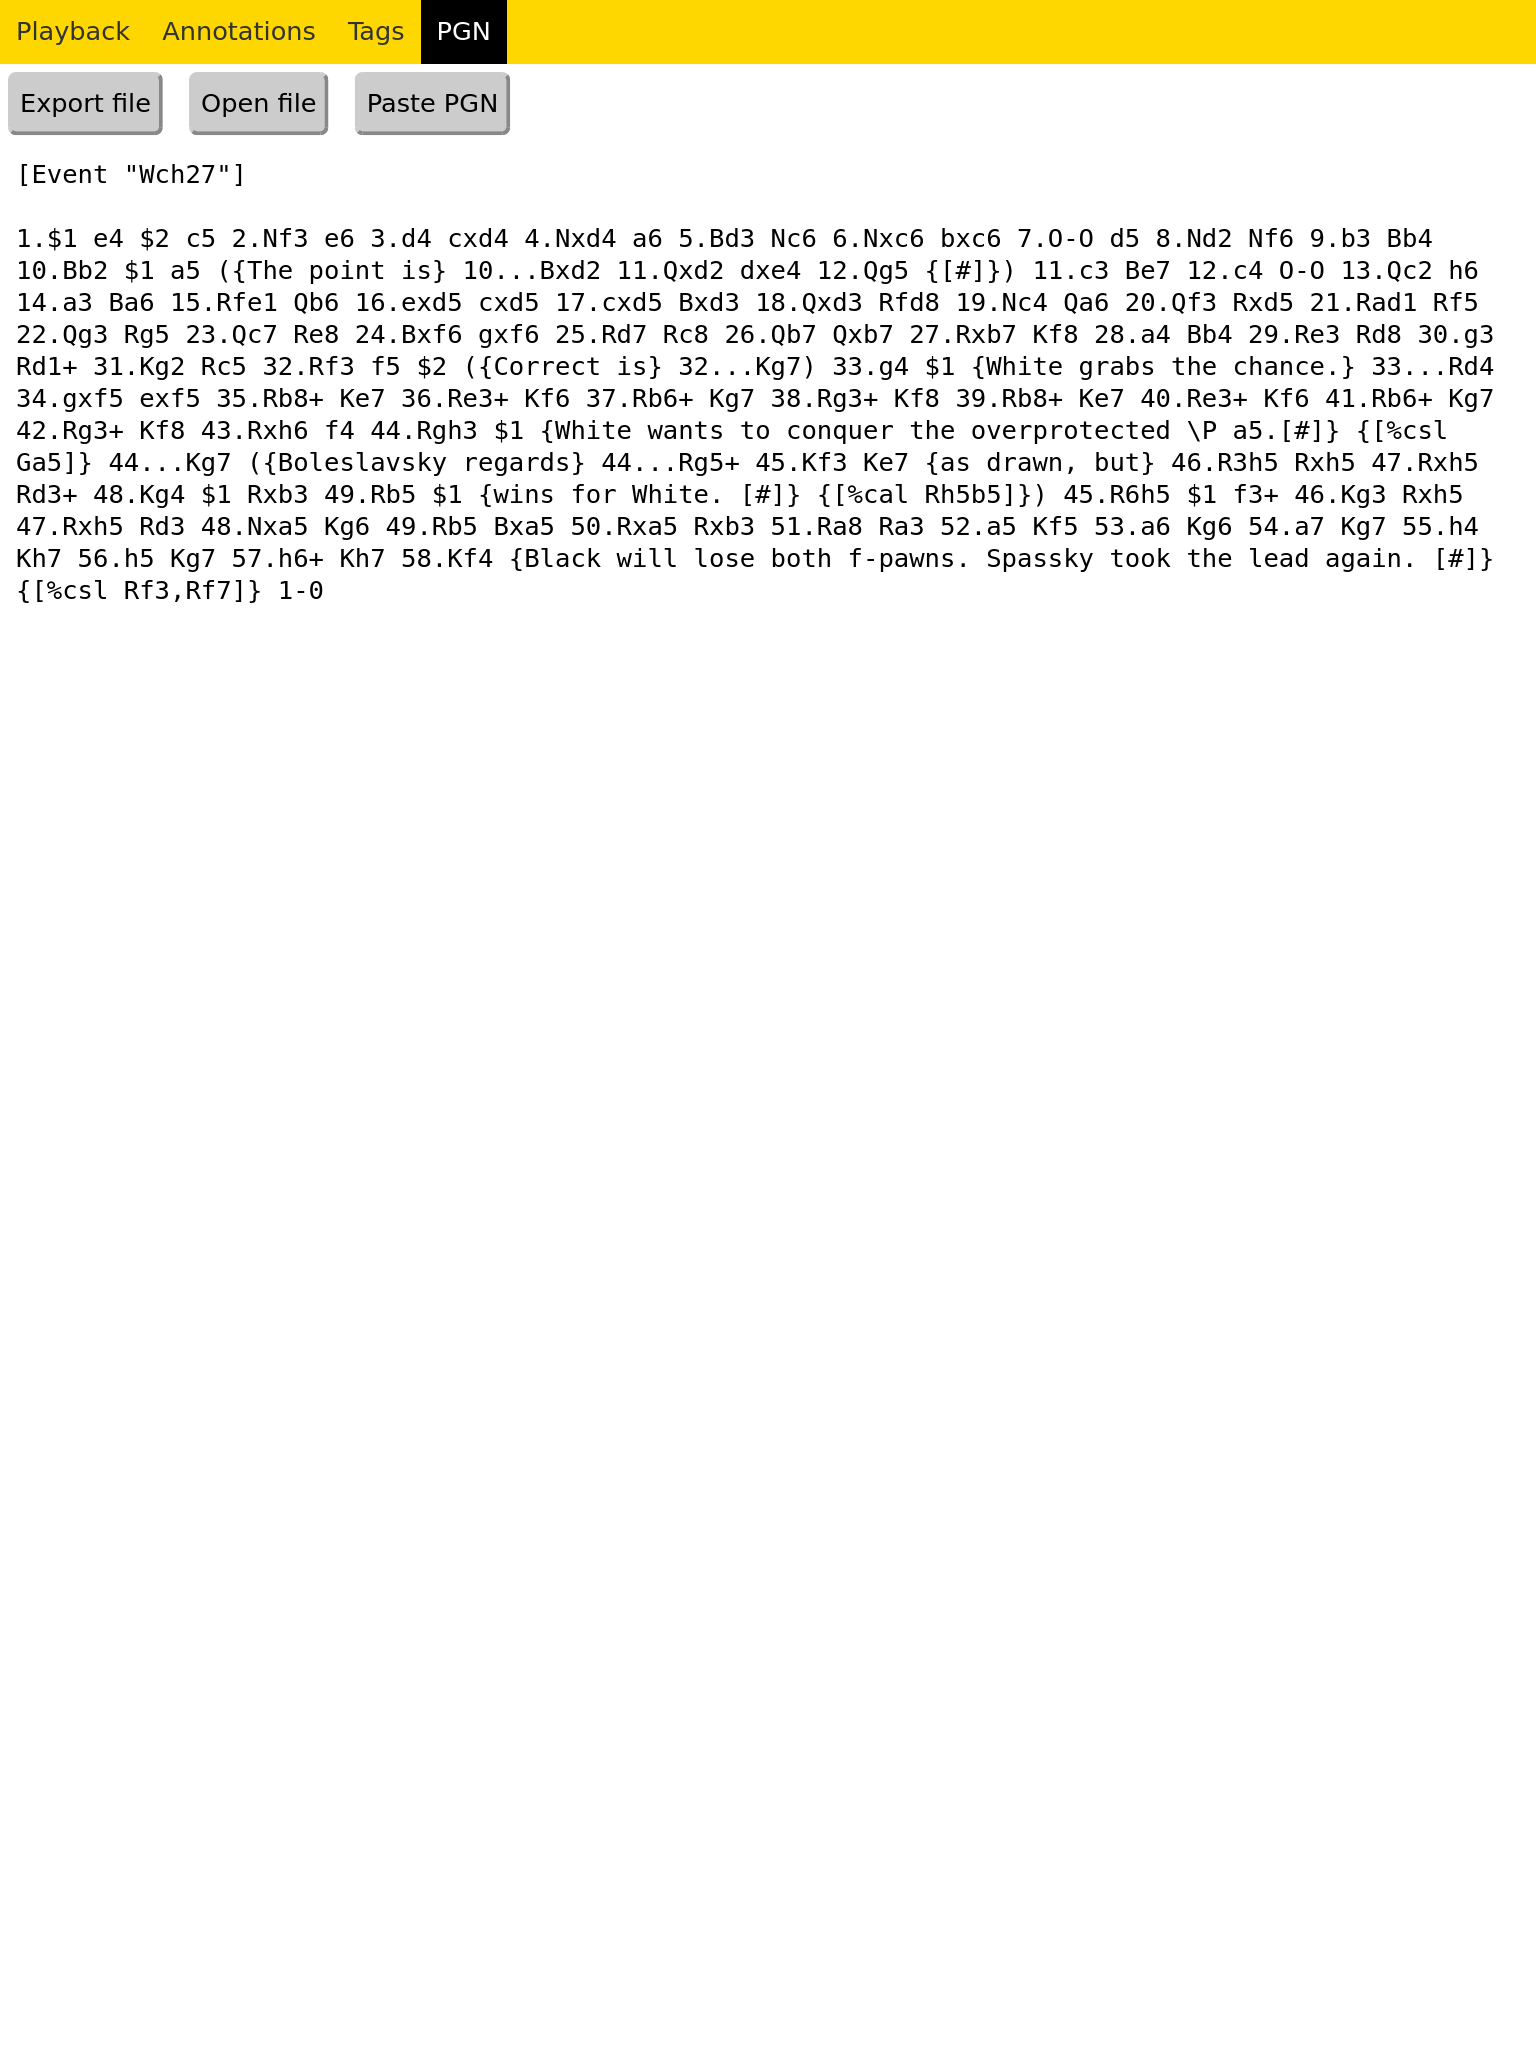 Playback Annotations Tags PGN
Export file Open file Paste PGN
[Event "Wch27"]
1.$1 e4 $2 c5 2.Nf3 e6 3.d4 cxd4 4.Nxd4 a6 5.Bd3 Nc6 6.Nxc6 bxc6 7.O-O d5 8.Nd2 Nf6 9.b3 Bb4
10.Bb2 $1 a5 ({The point is} 10...Bxd2 11.Qxd2 dxe4 12.Qg5 {[#]}) 11.c3 Be7 12.c4 O-O 13.Qc2 h6
14.a3 Ba6 15.Rfe1 Qb6 16.exd5 cxd5 17.cxd5 Bxd3 18.Qxd3 Rfd8 19.Nc4 Qa6 20.Qf3 Rxd5 21.Rad1 Rf5
22.Qg3 Rg5 23.Qc7 Re8 24.Bxf6 gxf6 25.Rd7 Rc8 26.Qb7 Qxb7 27.Rxb7 Kf8 28.a4 Bb4 29.Re3 Rd8 30.g3
Rd1+ 31.Kg2 Rc5 32.Rf3 f5 $2 ({Correct is} 32...Kg7) 33.g4 $1 {White grabs the chance.} 33...Rd4
34.gxf5 exf5 35.Rb8+ Ke7 36.Re3+ Kf6 37.Rb6+ Kg7 38.Rg3+ Kf8 39.Rb8+ Ke7 40.Re3+ Kf6 41.Rb6+ Kg7
42.Rg3+ Kf8 43.Rxh6 f4 44.Rgh3 $1 {White wants to conquer the overprotected \P a5.[#]} {[%csl
Ga5]} 44...Kg7 ({Boleslavsky regards} 44...Rg5+ 45.Kf3 Ke7 {as drawn, but} 46.R3h5 Rxh5 47.Rxh5
Rd3+ 48.Kg4 $1 Rxb3 49.Rb5 $1 {wins for White. [#]} {[%cal Rh5b5]}) 45.R6h5 $1 f3+ 46.Kg3 Rxh5
47.Rxh5 Rd3 48.Nxa5 Kg6 49.Rb5 Bxa5 50.Rxa5 Rxb3 51.Ra8 Ra3 52.a5 Kf5 53.a6 Kg6 54.a7 Kg7 55.h4
Kh7 56.h5 Kg7 57.h6+ Kh7 58.Kf4 {Black will lose both f-pawns. Spassky took the lead again. [#]}
{[%csl Rf3,Rf7]} 1-0